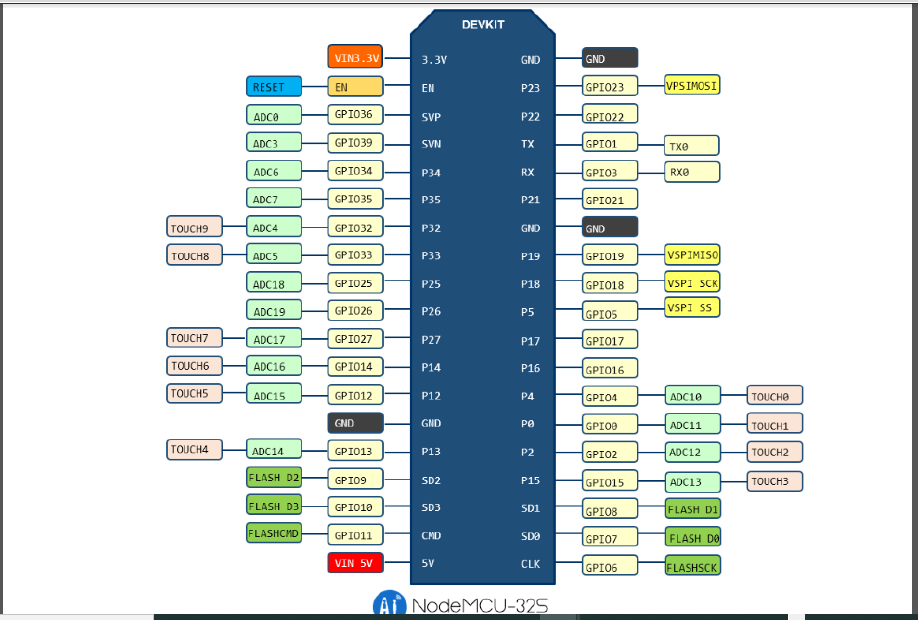 DEVKIT
VIN3.3V 3.3V GND GND
RESET EN EN P23 GPIO23 VPSIMOSI
ADC0 GPIO36 SVP P22 GPIO22
ADC3 GPIO39 SVN TX GPIO1 TX0
ADC6 GPIO34 P34 RX GPIO3 RX0
ADC7 GPIO35 P35 P21 GPIO21
TOUCH9 ADC4 GPIO32 P32 GND GND
TOUCH8 ADC5 GPIO33 P33 P19 GPIO19 VSPIMISO
ADC18 GPIO25 P25 P18 GPIO18 VSPI SCK
ADC19 GPIO26 P26 P5 GPIO5 VSPI SS
TOUCH7 ADC17 GPIO27 P27 P17 GPIO17
TOUCH6 ADC16 GPIO14 P14 P16 GPIO16
TOUCH5 ADC15 GPIO12 P12 P4 GPIO4 ADC10 TOUCH0
GND GND P0 GPIO0 ADC11 TOUCH1
TOUCH4 ADC14 GPIO13 P13 P2 GPIO2 ADC12 TOUCH2
FLASH D2 GPIO9 SD2 P15 GPIO15 ADC13 TOUCH3
FLASH D3 GPIO10 SD3 SD1 GPIO8 FLASH D1
FLASHCMD GPIO11 CMD SD0 GPIO7 FLASH D0
VIN 5V 5V CLK GPIO6 FLASHSCK
Ai NodeMCU-32S